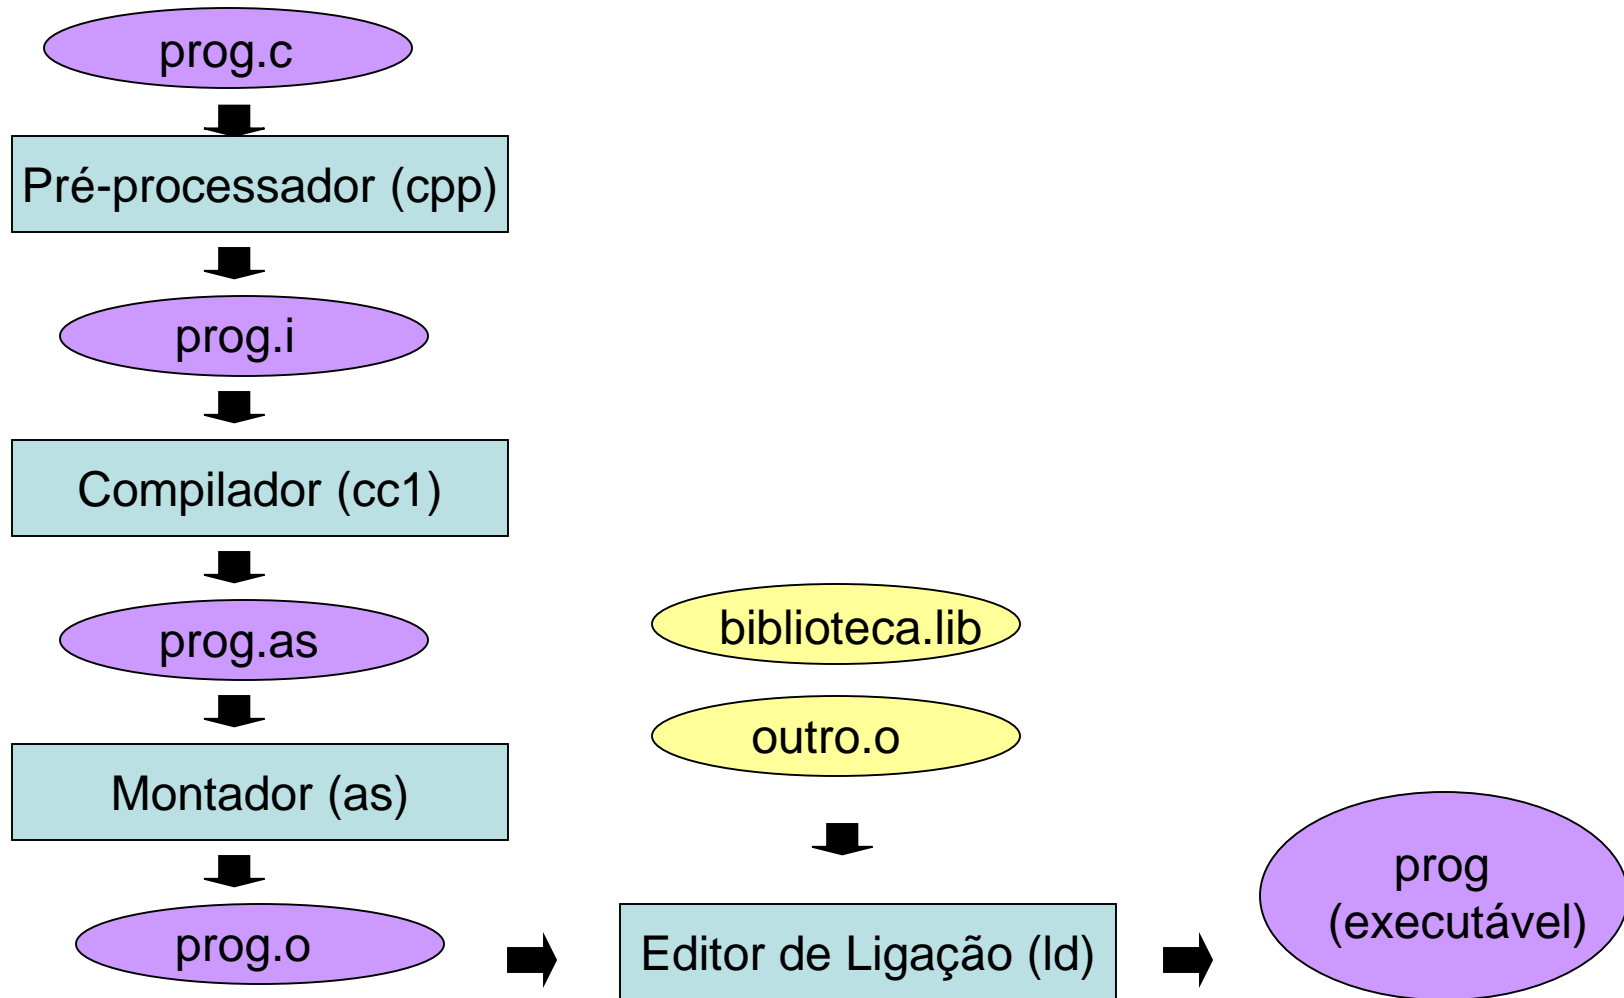 prog.c
Pré-processador (cpp)
prog.i
Compilador (cc1)
prog.as
Montador (as)
prog.o
biblioteca.lib
outro.o
Editor de Ligação (ld)
prog
(executável)